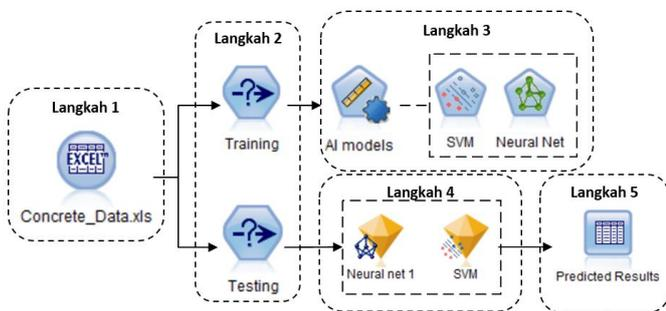 Langkah 1
EXCEL™
Concrete_Data.xls
Langkah 2
Training
Testing
Langkah 3
AI models
SVM
Neural Net
Langkah 4
Neural net 1
SVM
Langkah 5
Predicted Results